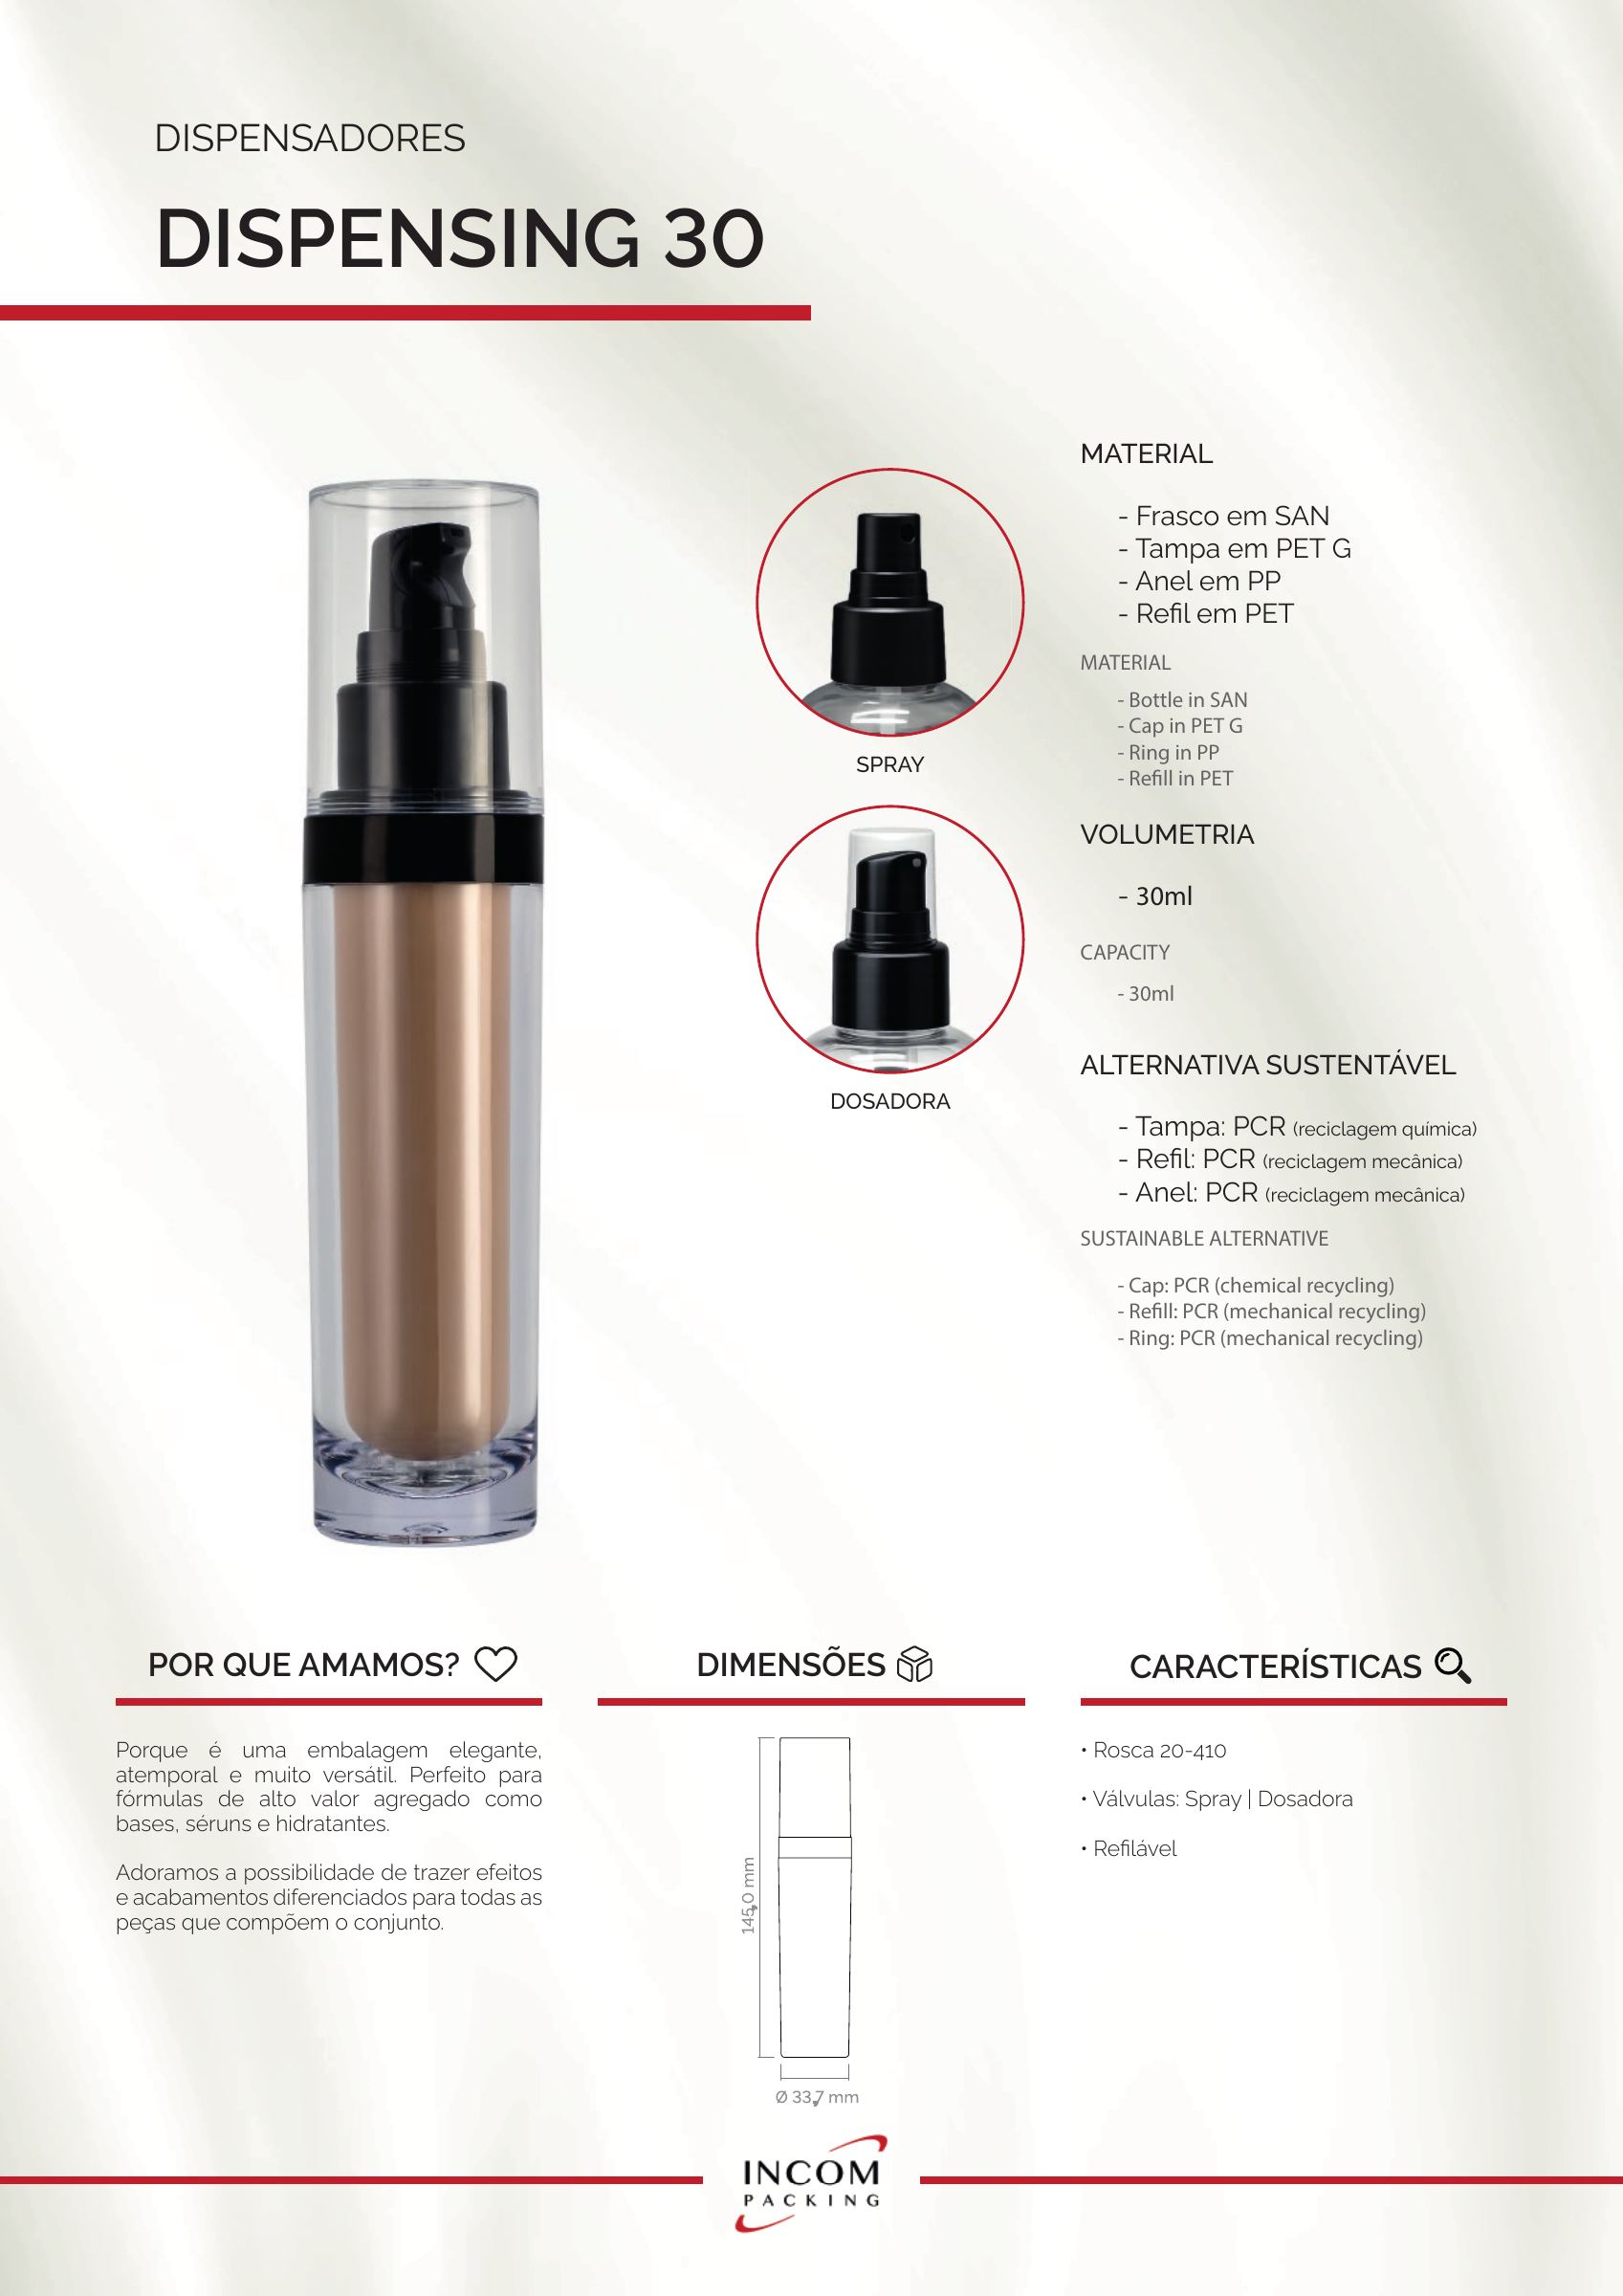 DISPENSADORES
DISPENSING 30
SPRAY
DOSADORA
MATERIAL
- Frasco em SAN
- Tampa em PET G
- Anel em PP
- Refil em PET
MATERIAL
- Bottle in SAN
- Cap in PET G
- Ring in PP
- Refill in PET
VOLUMETRIA
- 30ml
CAPACITY
- 30ml
ALTERNATIVA SUSTENTÁVEL
- Tampa: PCR (reciclagem química)
- Refil: PCR (reciclagem mecânica)
- Anel: PCR (reciclagem mecânica)
SUSTAINABLE ALTERNATIVE
- Cap: PCR (chemical recycling)
- Refill: PCR (mechanical recycling)
- Ring: PCR (mechanical recycling)
POR QUE AMAMOS?
Porque é uma embalagem elegante,
atemporal e muito versátil. Perfeito para
fórmulas de alto valor agregado como
bases, séruns e hidratantes.
Adoramos a possibilidade de trazer efeitos
e acabamentos diferenciados para todas as
peças que compõem o conjunto.
DIMENSÕES
145,0 mm
Ø 33,7 mm
CARACTERÍSTICAS
• Rosca 20-410
• Válvulas: Spray | Dosadora
• Refilável
INCOM
PACKING